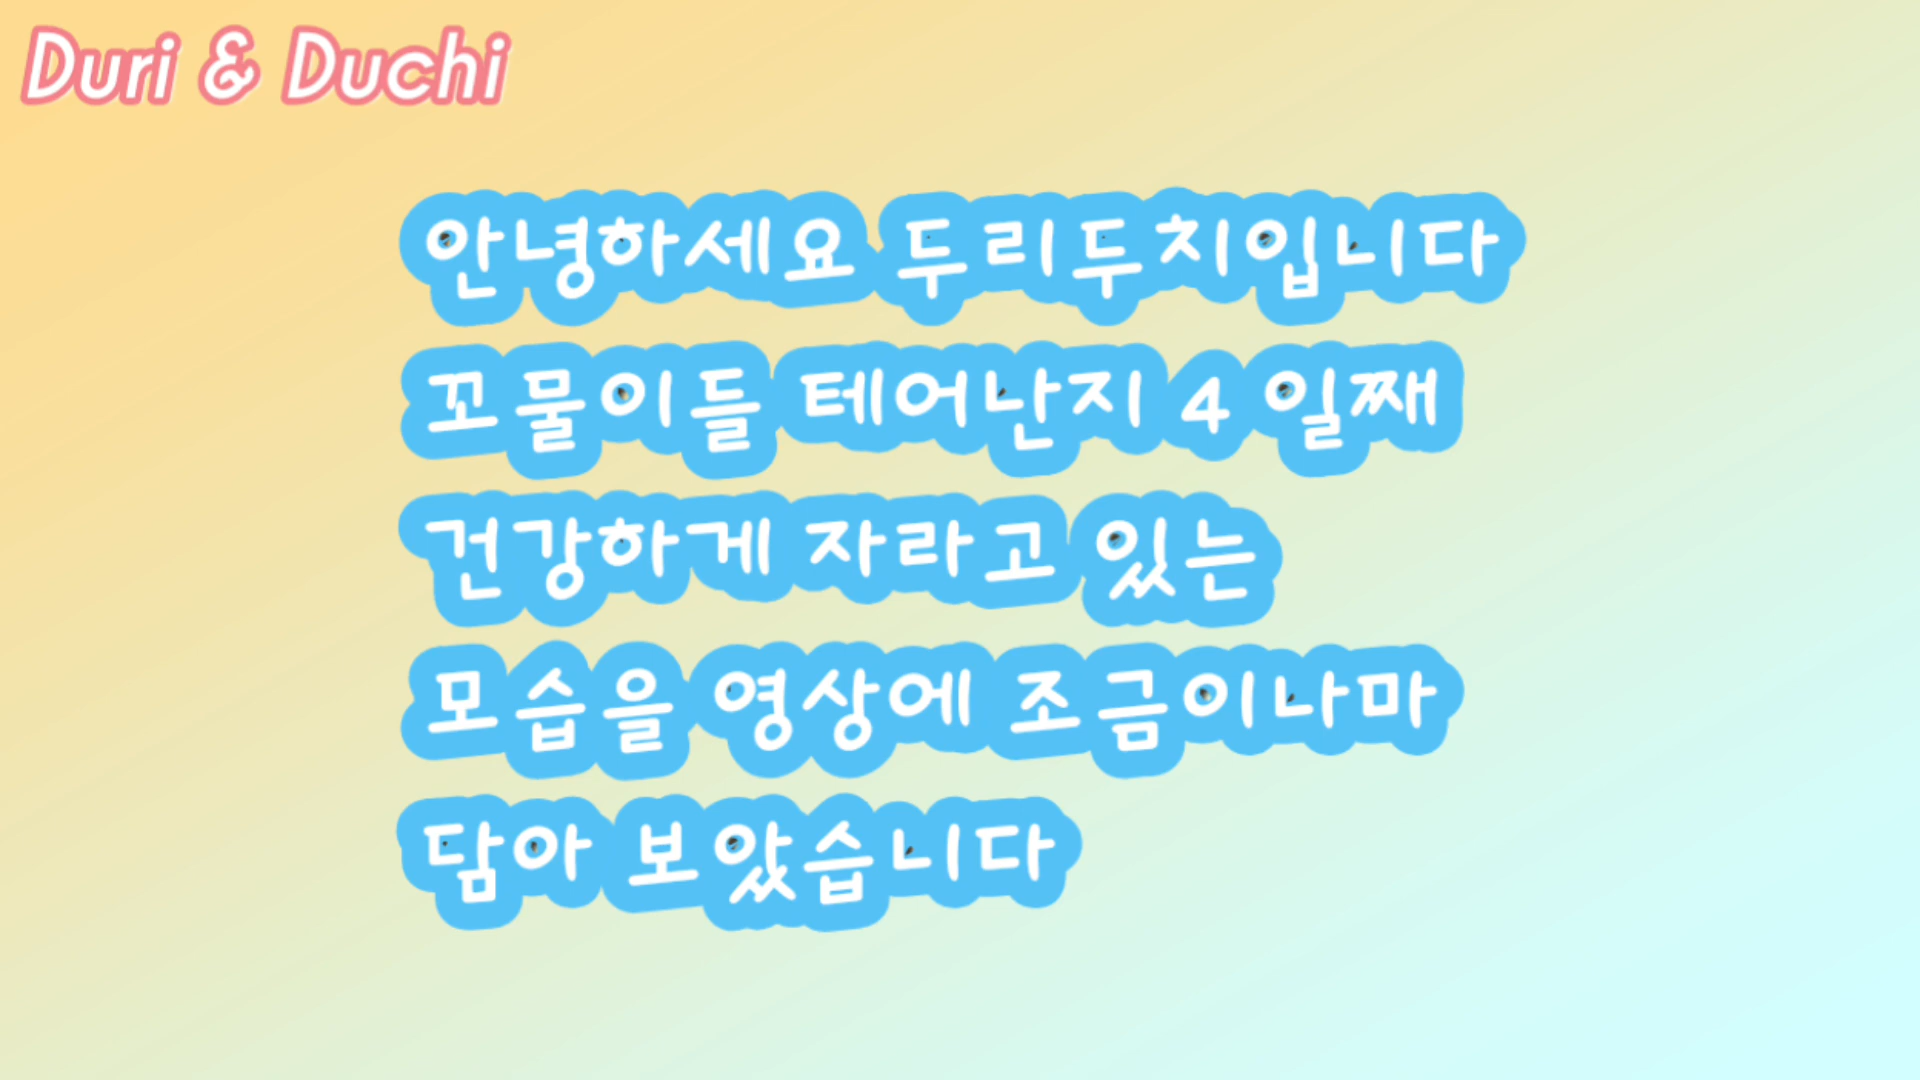 Duri & Duchi
안녕하세요 두리두치입니다
꼬물이들 테어난지 4 일째
건강하게 자라고 있는
모습을 영상에 조금이나마
담아 보았습니다